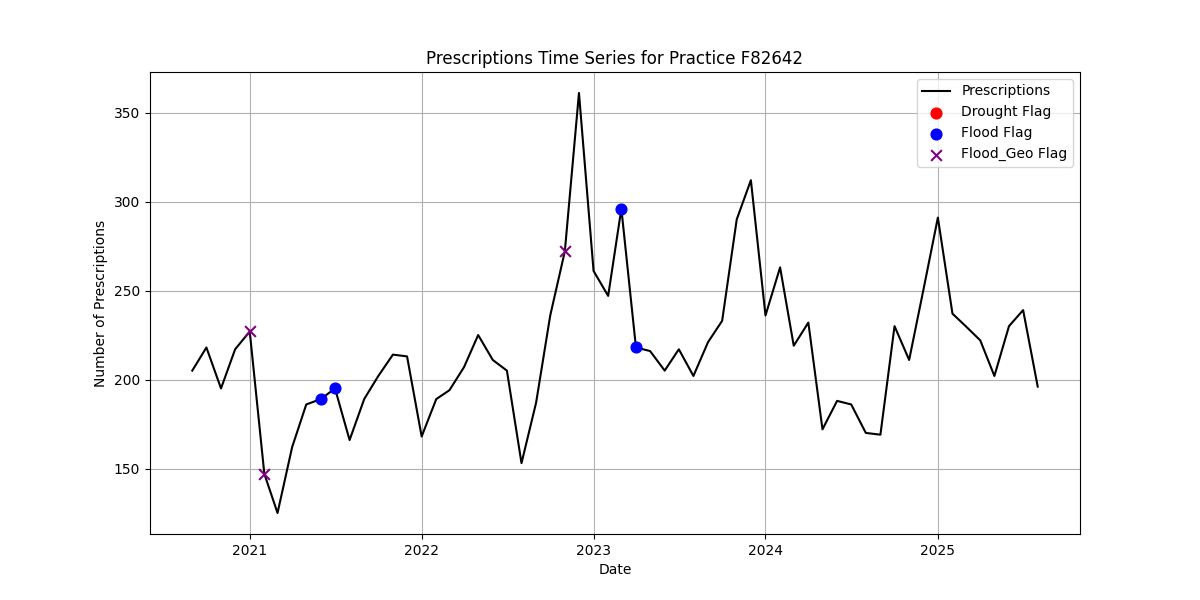 Prescriptions Time Series for Practice F82642
Prescriptions
Drought Flag
Flood Flag
Flood_Geo Flag
Number of Prescriptions
350
300
250
200
150
2021 2022 2023 2024 2025
Date